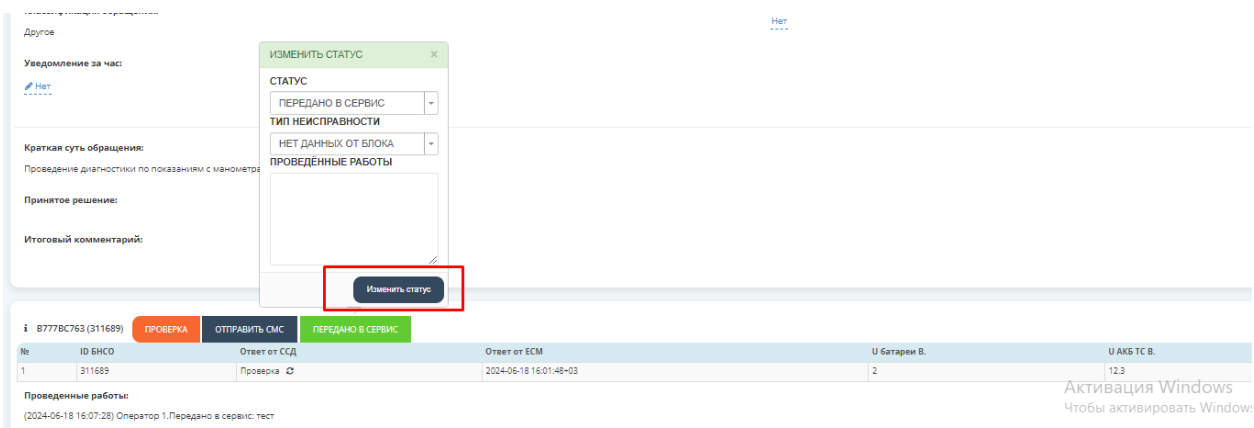 Нет
Другое
ИЗМЕНИТЬ СТАТУС ×
Уведомление за час:
СТАТУС
Нет
ПЕРЕДАНО В СЕРВИС
ТИП НЕИСПРАВНОСТИ
НЕТ ДАННЫХ ОТ БЛОКА
Краткая суть обращения:
ПРОВЕДЁННЫЕ РАБОТЫ
Проведение диагностики по показаниям с манометра
Принятое решение:
Итоговый комментарий:
Изменить статус
i В777ВС763 (311689) ПРОВЕРКА ОТПРАВИТЬ СМС ПЕРЕДАНО В СЕРВИС
№ ID БНСО Ответ от ССД Ответ от ЕСМ U батареи В. U АКБ ТС В.
1 311689 Проверка 2024-06-18 16:01:48+03 2 12.3
Активация Windows
Проведенные работы:
Чтобы активировать Windows
(2024-06-18 16:07:28) Оператор 1.Передано в сервис: тест